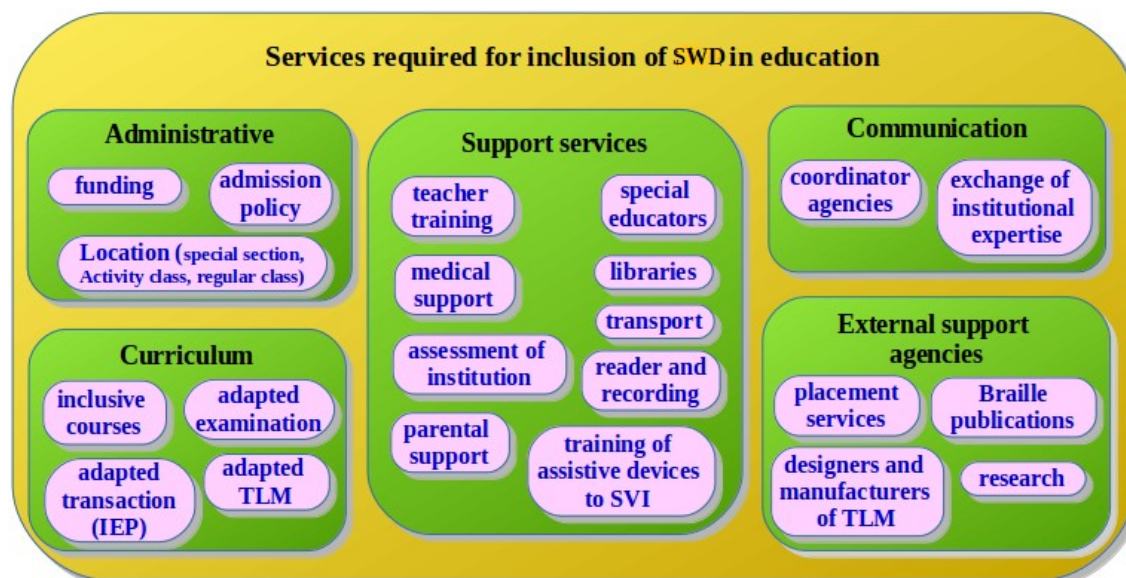 Services required for inclusion of SWD in education
Administrative
funding
admission
policy
Location (special section,
Activity class, regular class)
Curriculum
inclusive
courses
adapted
examination
adapted
transaction
(IEP)
adapted
TLM
Support services
teacher
training
special
educators
medical
support
libraries
transport
assessment of
institution
reader and
recording
parental
support
training of
assistive devices
to SVI
Communication
coordinator
agencies
exchange of
institutional
expertise
External support
agencies
placement
services
Braille
publications
designers and
manufacturers
of TLM
research